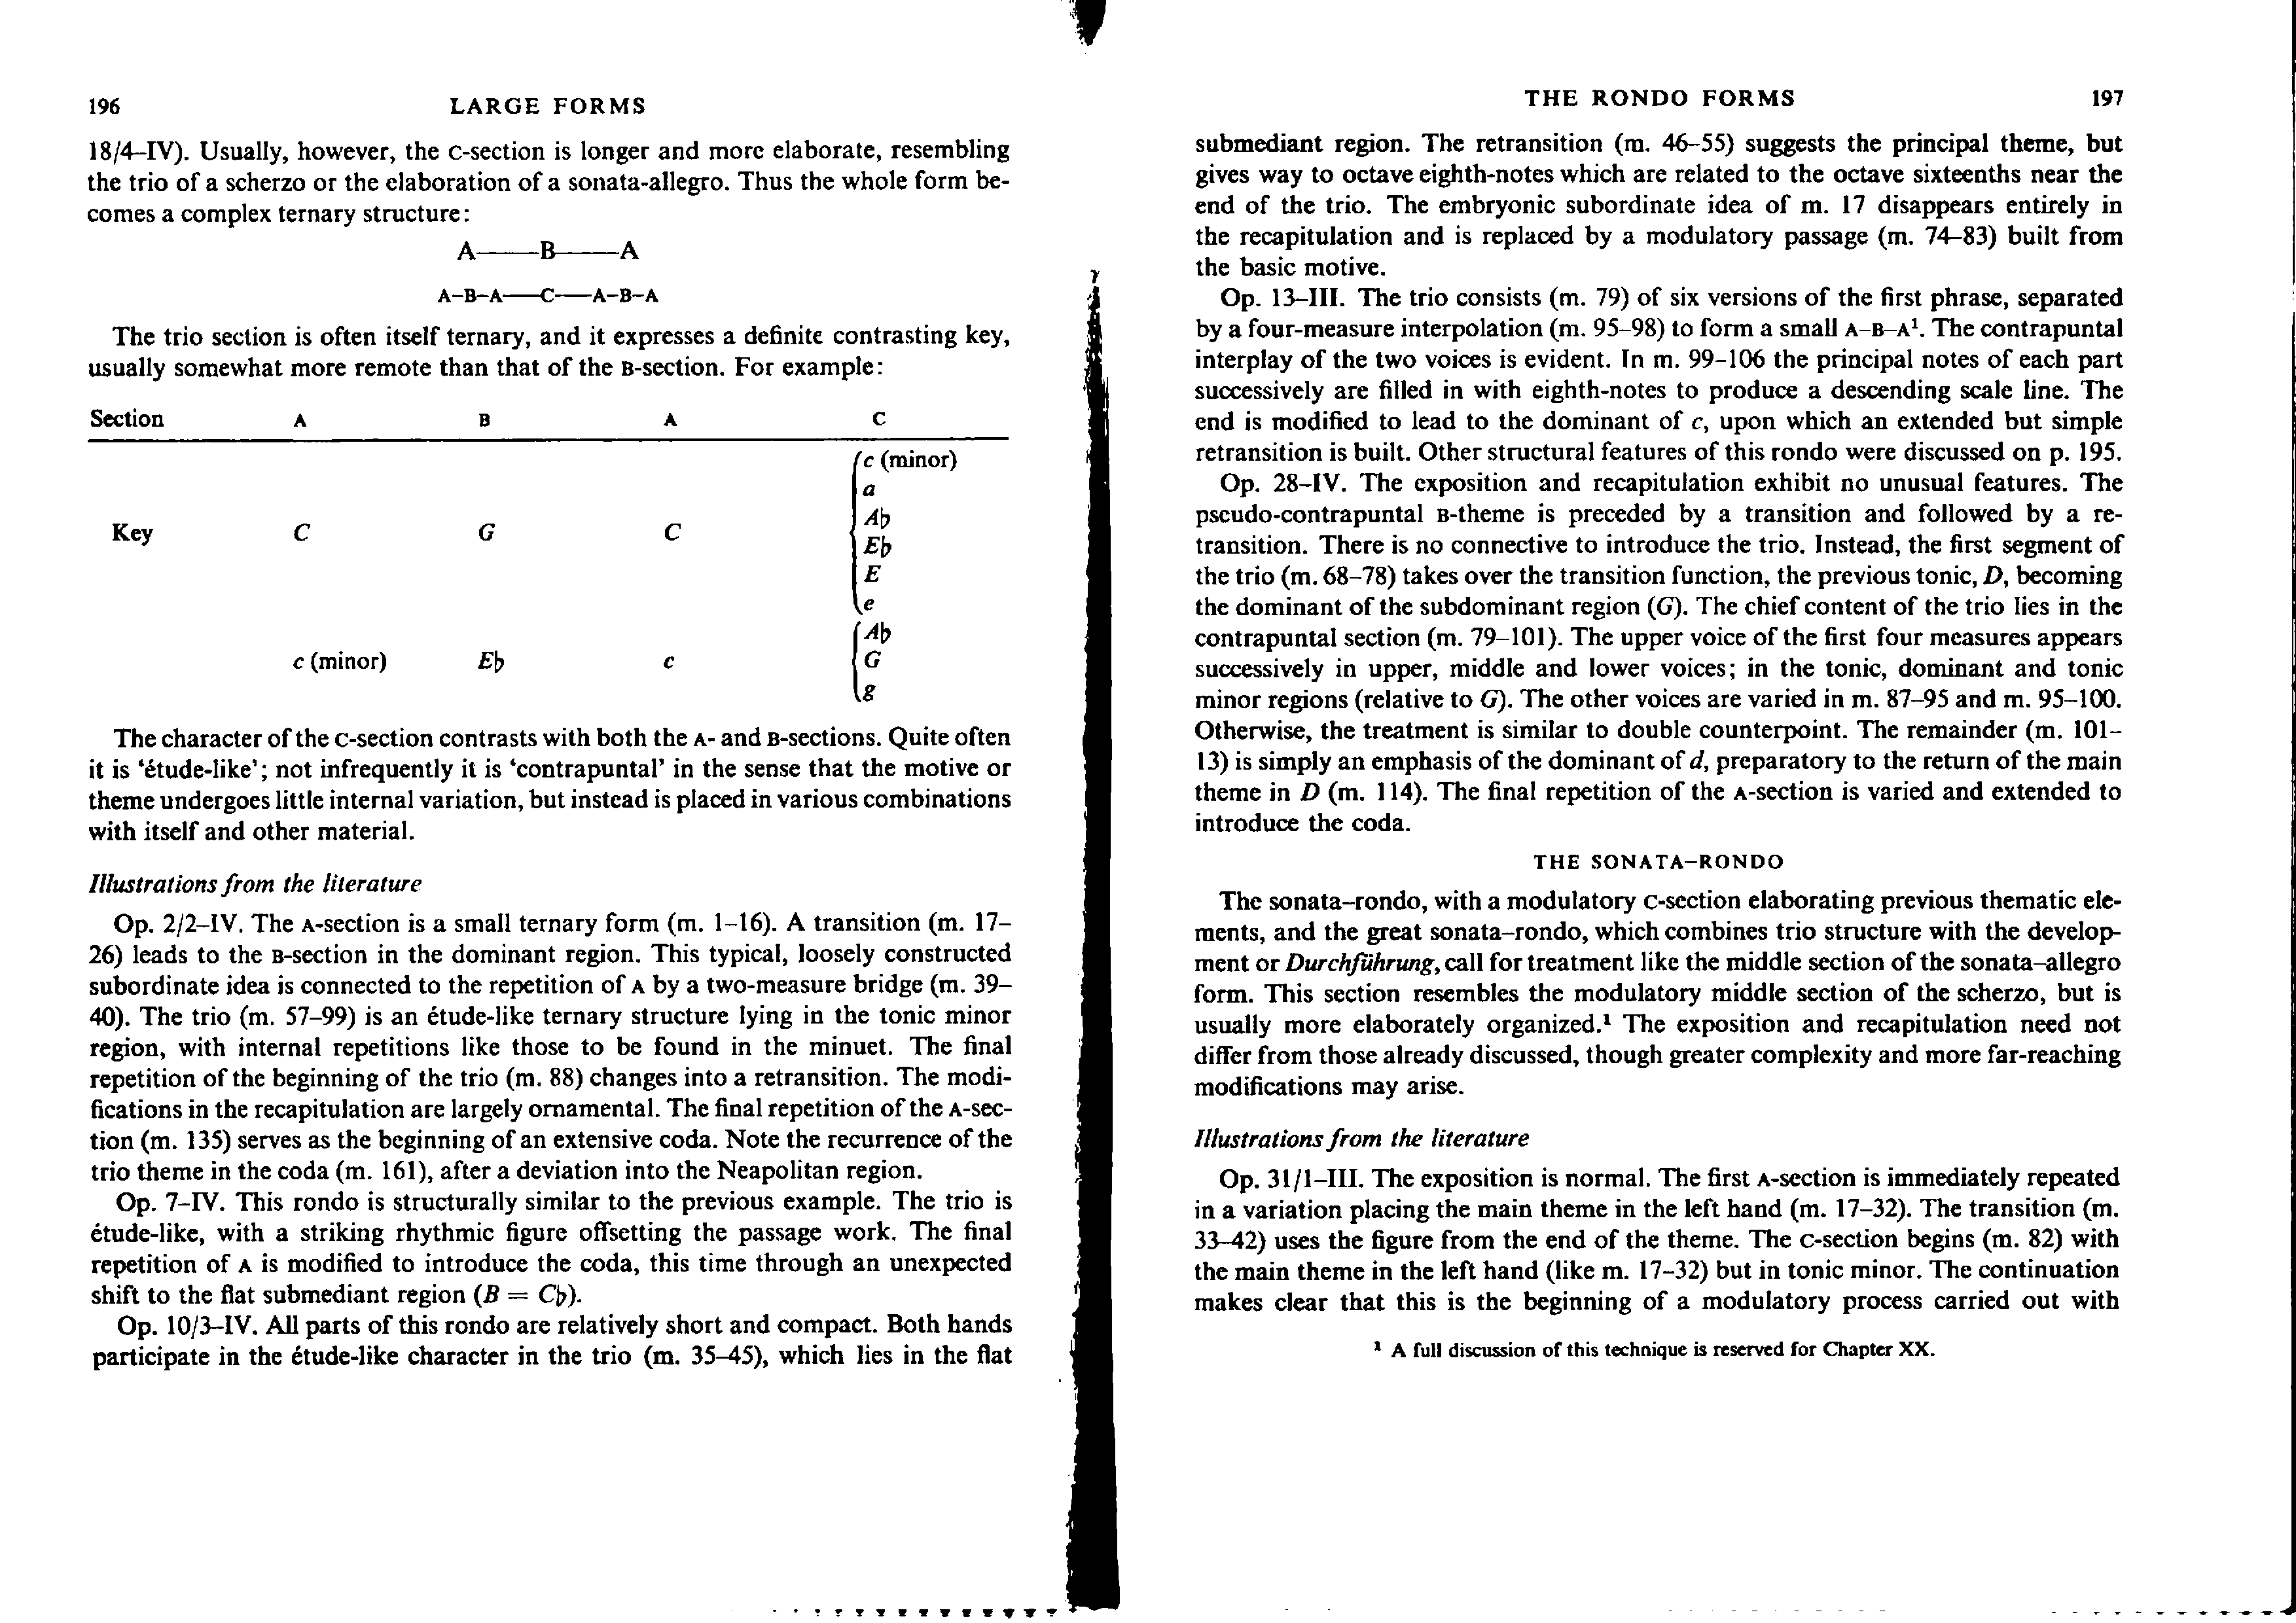 196 LARGE FORMS
18/4–IV). Usually, however, the C-section is longer and more elaborate, resembling
the trio of a scherzo or the elaboration of a sonata-allegro. Thus the whole form be-
comes a complex ternary structure:
A——B——A
A–B–A——C——A–B–A
The trio section is often itself ternary, and it expresses a definite contrasting key,
usually somewhat more remote than that of the B-section. For example:
Section A B A C
c (minor)
a
A♭
Key C G C
E♭
E
e
A♭
c (minor) E♭ c G
g
The character of the C-section contrasts with both the A- and B-sections. Quite often
it is ‘étude-like’; not infrequently it is ‘contrapuntal’ in the sense that the motive or
theme undergoes little internal variation, but instead is placed in various combinations
with itself and other material.
Illustrations from the literature
Op. 2/2–IV. The A-section is a small ternary form (m. 1–16). A transition (m. 17–
26) leads to the B-section in the dominant region. This typical, loosely constructed
subordinate idea is connected to the repetition of A by a two-measure bridge (m. 39–
40). The trio (m. 57–99) is an étude-like ternary structure lying in the tonic minor
region, with internal repetitions like those to be found in the minuet. The final
repetition of the beginning of the trio (m. 88) changes into a retransition. The modi-
fications in the recapitulation are largely ornamental. The final repetition of the A-sec-
tion (m. 135) serves as the beginning of an extensive coda. Note the recurrence of the
trio theme in the coda (m. 161), after a deviation into the Neapolitan region.
Op. 7–IV. This rondo is structurally similar to the previous example. The trio is
étude-like, with a striking rhythmic figure offsetting the passage work. The final
repetition of A is modified to introduce the coda, this time through an unexpected
shift to the flat submediant region (B = C♭).
Op. 10/3–IV. All parts of this rondo are relatively short and compact. Both hands
participate in the étude-like character in the trio (m. 35–45), which lies in the flat
THE RONDO FORMS 197
submediant region. The retransition (m. 46–55) suggests the principal theme, but
gives way to octave eighth-notes which are related to the octave sixteenths near the
end of the trio. The embryonic subordinate idea of m. 17 disappears entirely in
the recapitulation and is replaced by a modulatory passage (m. 74–83) built from
the basic motive.
Op. 13–III. The trio consists (m. 79) of six versions of the first phrase, separated
by a four-measure interpolation (m. 95–98) to form a small A–B–A¹. The contrapuntal
interplay of the two voices is evident. In m. 99–106 the principal notes of each part
successively are filled in with eighth-notes to produce a descending scale line. The
end is modified to lead to the dominant of c, upon which an extended but simple
retransition is built. Other structural features of this rondo were discussed on p. 195.
Op. 28–IV. The exposition and recapitulation exhibit no unusual features. The
pseudo-contrapuntal B-theme is preceded by a transition and followed by a re-
transition. There is no connective to introduce the trio. Instead, the first segment of
the trio (m. 68–78) takes over the transition function, the previous tonic, D, becoming
the dominant of the subdominant region (G). The chief content of the trio lies in the
contrapuntal section (m. 79–101). The upper voice of the first four measures appears
successively in upper, middle and lower voices; in the tonic, dominant and tonic
minor regions (relative to G). The other voices are varied in m. 87–95 and m. 95–100.
Otherwise, the treatment is similar to double counterpoint. The remainder (m. 101–
13) is simply an emphasis of the dominant of d, preparatory to the return of the main
theme in D (m. 114). The final repetition of the A-section is varied and extended to
introduce the coda.
THE SONATA–RONDO
The sonata–rondo, with a modulatory C-section elaborating previous thematic ele-
ments, and the great sonata–rondo, which combines trio structure with the develop-
ment or Durchführung, call for treatment like the middle section of the sonata–allegro
form. This section resembles the modulatory middle section of the scherzo, but is
usually more elaborately organized.¹ The exposition and recapitulation need not
differ from those already discussed, though greater complexity and more far-reaching
modifications may arise.
Illustrations from the literature
Op. 31/1–III. The exposition is normal. The first A-section is immediately repeated
in a variation placing the main theme in the left hand (m. 17–32). The transition (m.
33–42) uses the figure from the end of the theme. The C-section begins (m. 82) with
the main theme in the left hand (like m. 17–32) but in tonic minor. The continuation
makes clear that this is the beginning of a modulatory process carried out with
¹ A full discussion of this technique is reserved for Chapter XX.